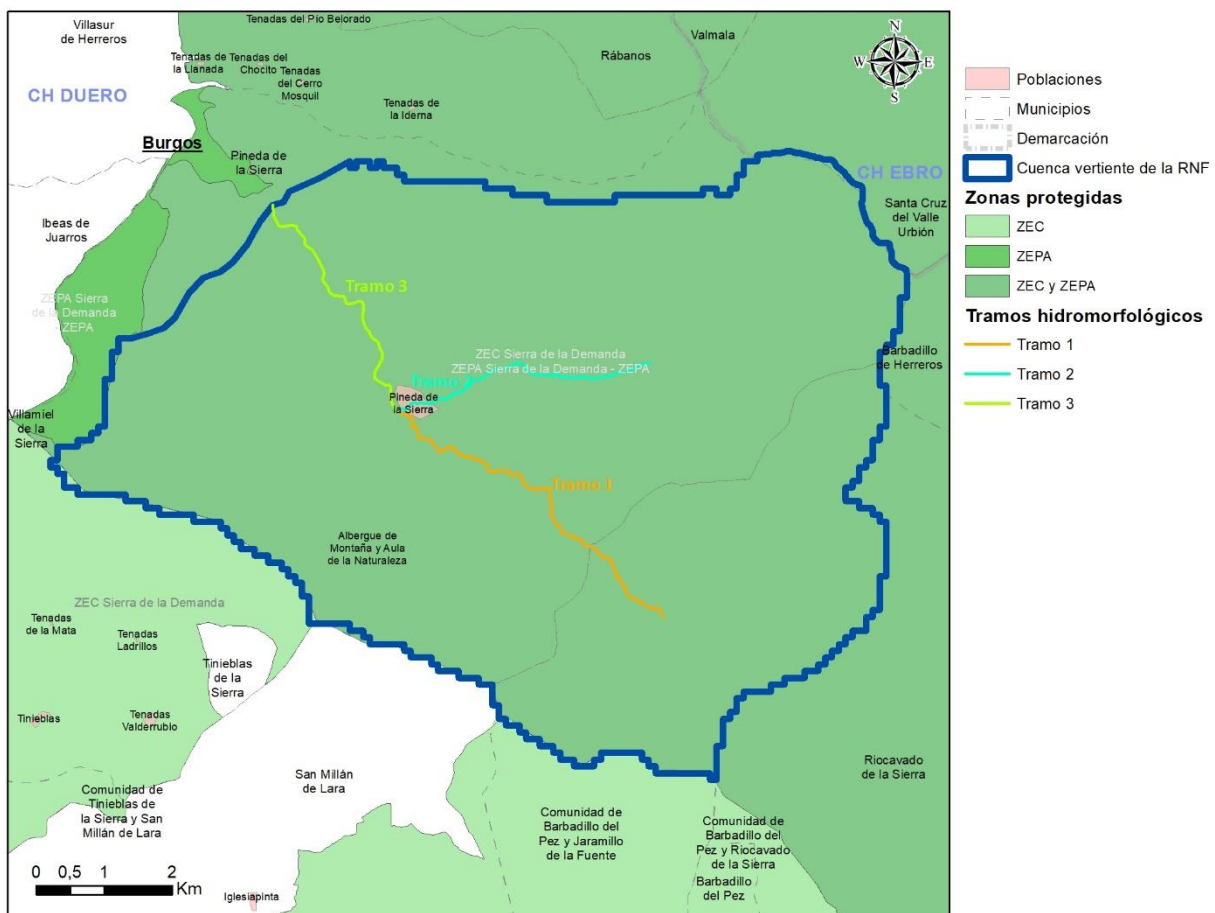 Villasur
de Herreros
Tenadas del Pío Belorado
Valmala
Rábanos
Tenadas de
la Llanada
Tenadas del
Chocito
Tenadas
del Cerro
Mosquil
Tenadas de
la Iderna
CH DUERO
Burgos
Pineda de
la Sierra
N
W
E
S
CH EBRO
Santa Cruz
del Valle
Urbión
Ibeas de
Juarros
ZEPA Sierra
de la Demanda
- ZEPA
Tramo 3
ZEC Sierra de la Demanda
ZEPA Sierra de la Demanda - ZEPA
Tramo 2
Pineda de
la Sierra
Barbadillo
de Herreros
Villamiel de
la Sierra
Tramo 1
Albergue de
Montaña y Aula
de la Naturaleza
ZEC Sierra de la Demanda
Tenadas
de la Mata
Tenadas
Ladrillos
Tinieblas
de la
Sierra
Tinieblas
Tenadas
Valderrubio
Riocavado
de la Sierra
San Millán
de Lara
Comunidad de
Tinieblas de
la Sierra y San
Millán de Lara
Comunidad de
Barbadillo del
Pez y Jaramillo
de la Fuente
Comunidad de
Barbadillo del
Pez y Riocavado
de la Sierra
Barbadillo
del Pez
Iglesiapinta
0 0,5 1 2
Km
Poblaciones
Municipios
Demarcación
Cuenca vertiente de la RNF
Zonas protegidas
ZEC
ZEPA
ZEC y ZEPA
Tramos hidromorfológicos
Tramo 1
Tramo 2
Tramo 3